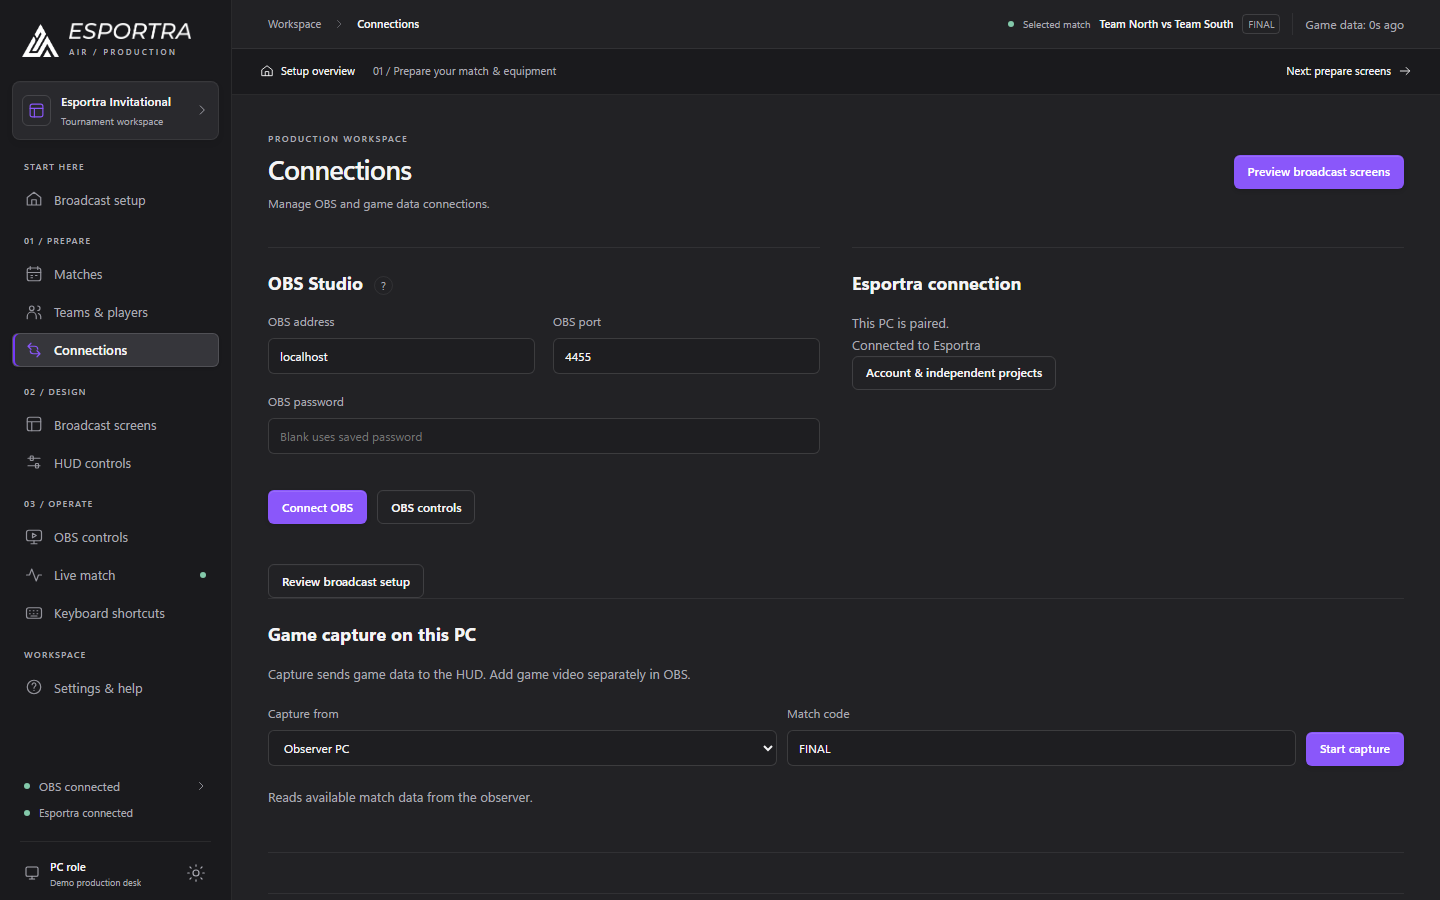 ESPORTRA
AIR / PRODUCTION
Esportra Invitational
Tournament workspace
START HERE
Broadcast setup
01 / PREPARE
Matches
Teams & players
Connections
02 / DESIGN
Broadcast screens
HUD controls
03 / OPERATE
OBS controls
Live match
Keyboard shortcuts
WORKSPACE
Settings & help
OBS connected
Esportra connected
PC role
Demo production desk
Workspace
Connections
Selected match Team North vs Team South FINAL
Game data: 0s ago
Setup overview
01 / Prepare your match & equipment
Next: prepare screens
PRODUCTION WORKSPACE
Connections
Manage OBS and game data connections.
Preview broadcast screens
OBS Studio ?
OBS address
localhost
OBS port
4455
OBS password
Blank uses saved password
Connect OBS
OBS controls
Esportra connection
This PC is paired.
Connected to Esportra
Account & independent projects
Review broadcast setup
Game capture on this PC
Capture sends game data to the HUD. Add game video separately in OBS.
Capture from
Observer PC
Match code
FINAL
Start capture
Reads available match data from the observer.